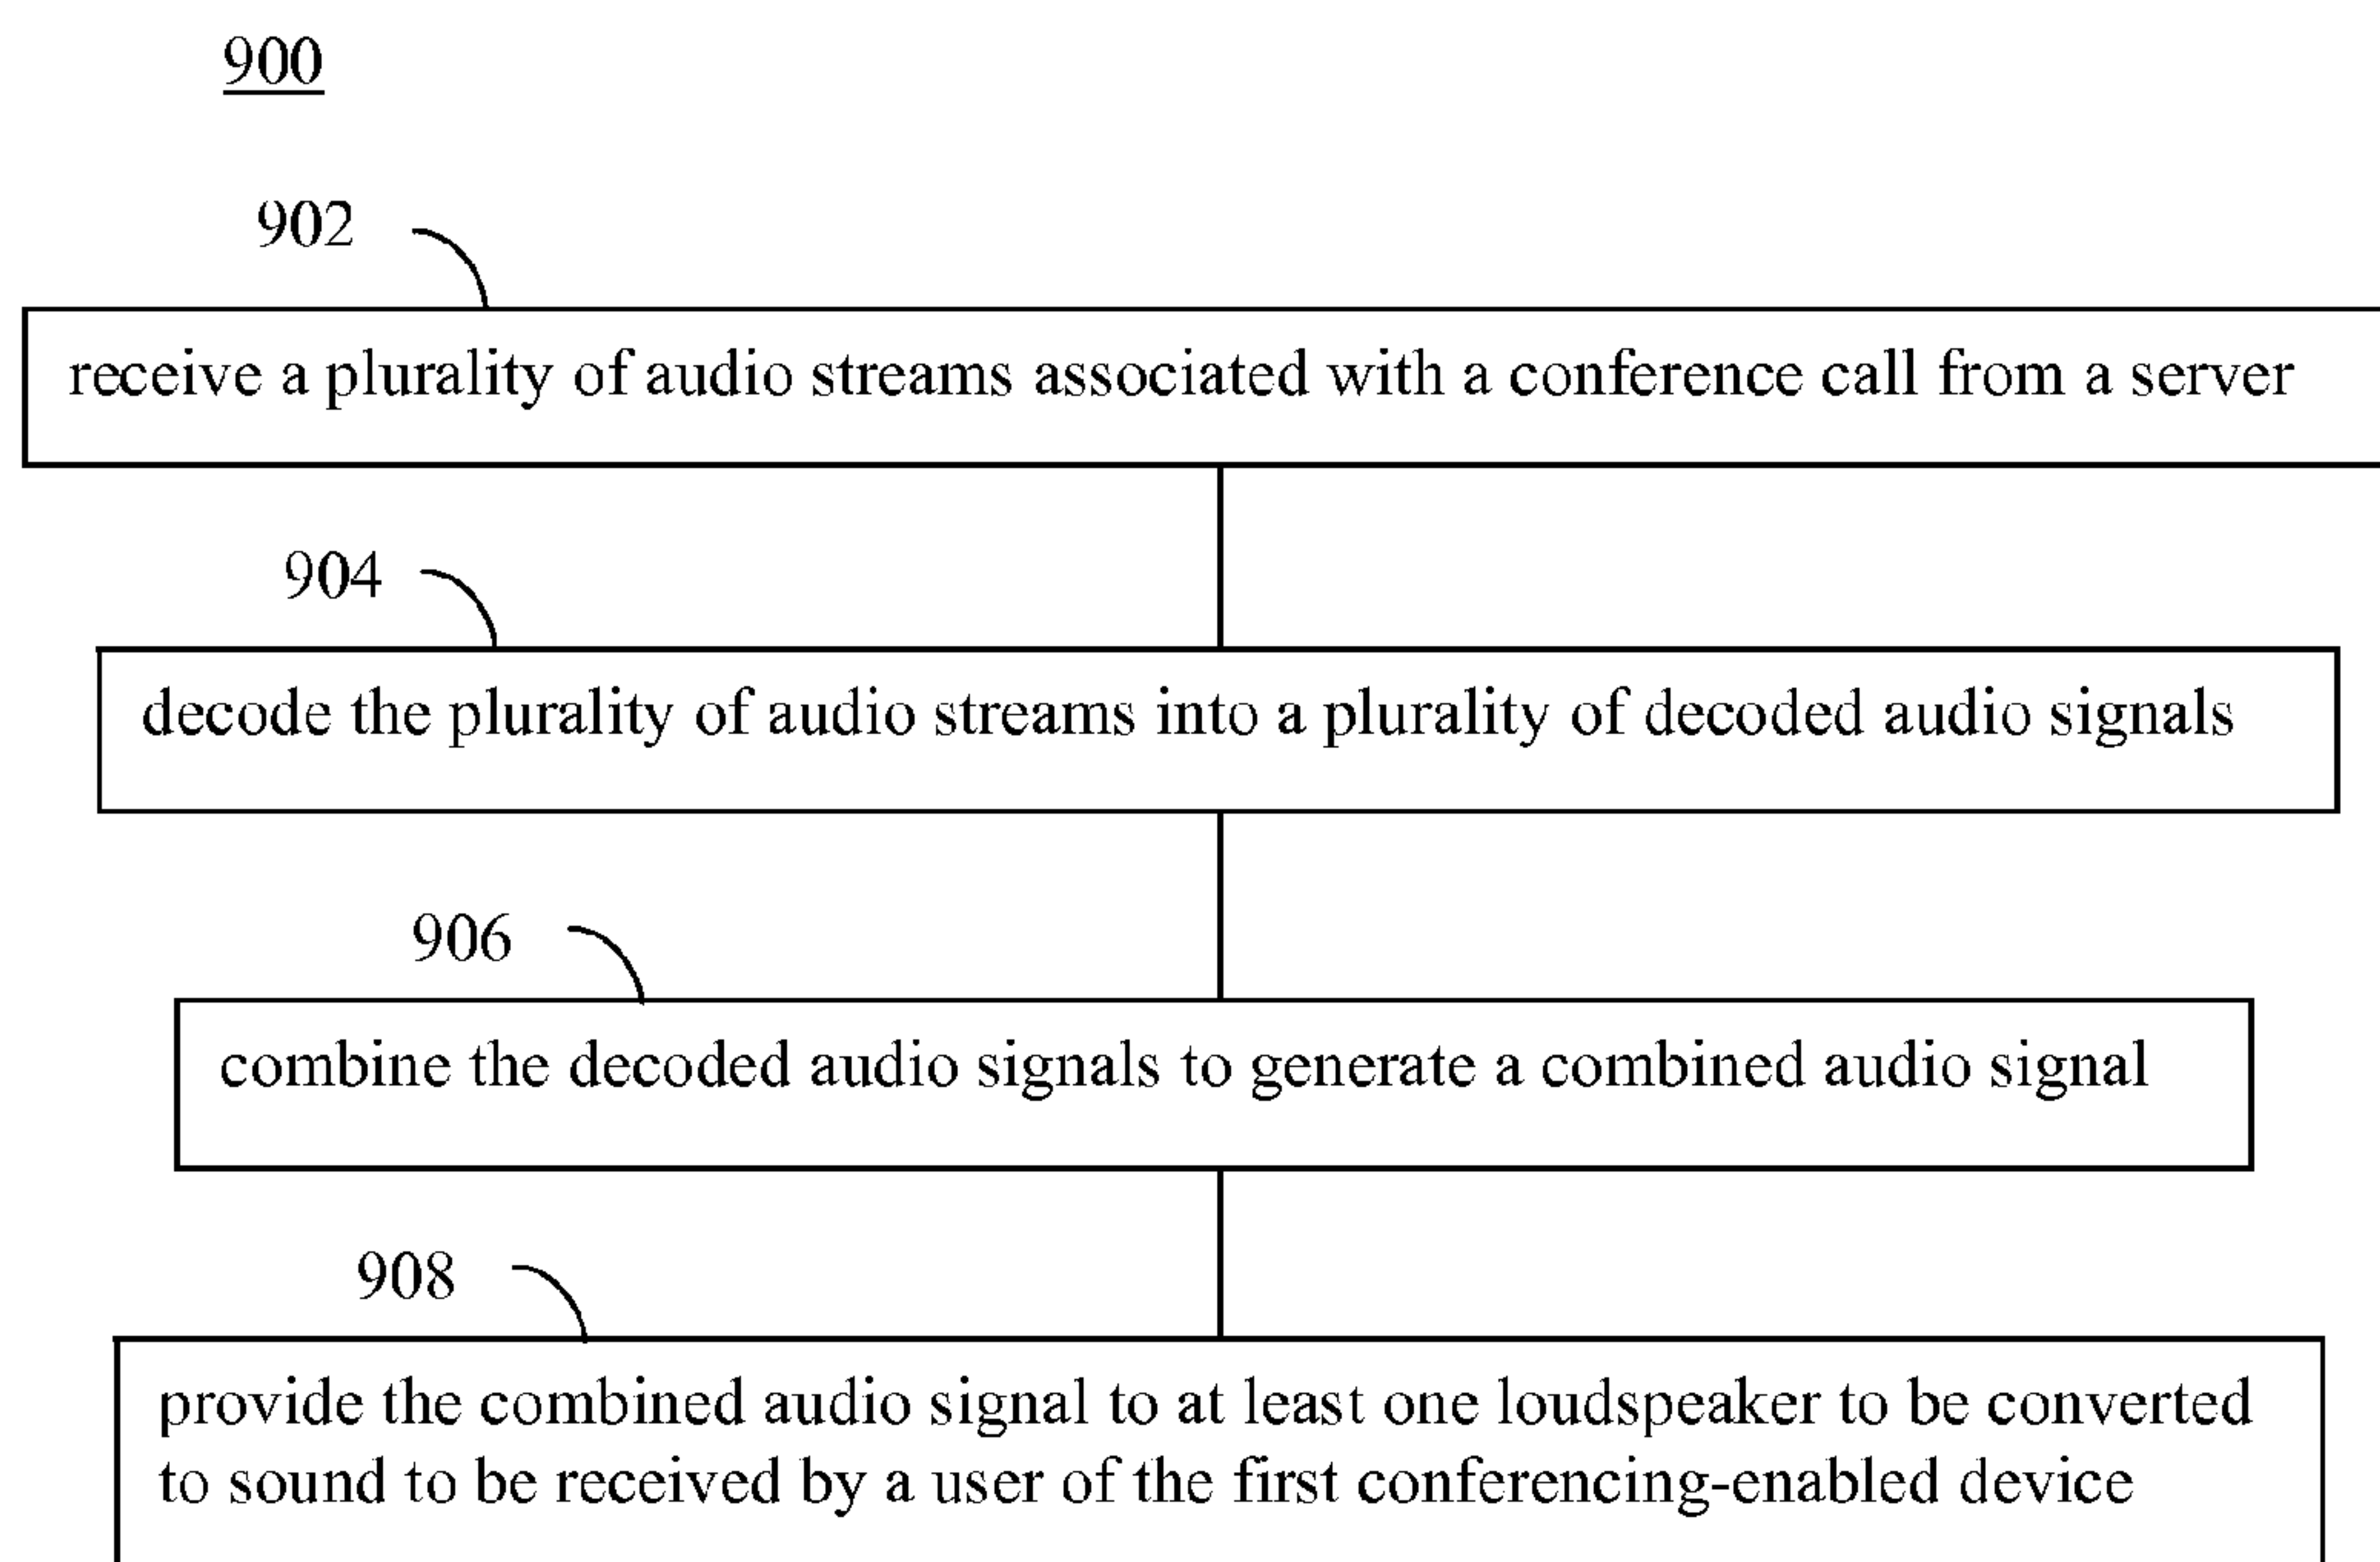 900
902
receive a plurality of audio streams associated with a conference call from a server
904
decode the plurality of audio streams into a plurality of decoded audio signals
906
combine the decoded audio signals to generate a combined audio signal
908
provide the combined audio signal to at least one loudspeaker to be converted
to sound to be received by a user of the first conferencing-enabled device